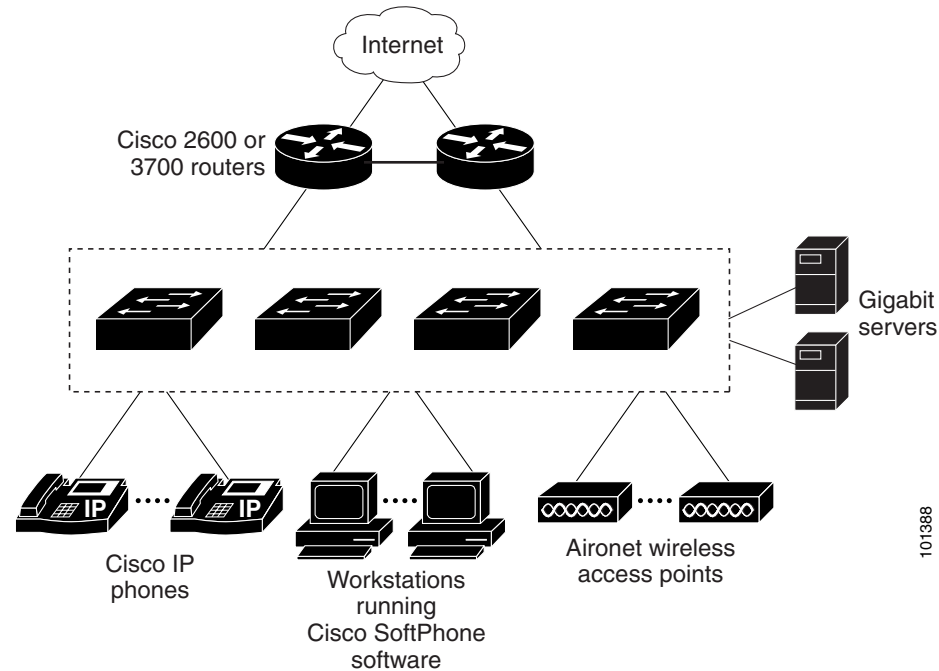 Internet
Cisco 2600 or
3700 routers
Gigabit
servers
IP
IP
Cisco IP
phones
Workstations
running
Cisco SoftPhone
software
Aironet wireless
access points
101388